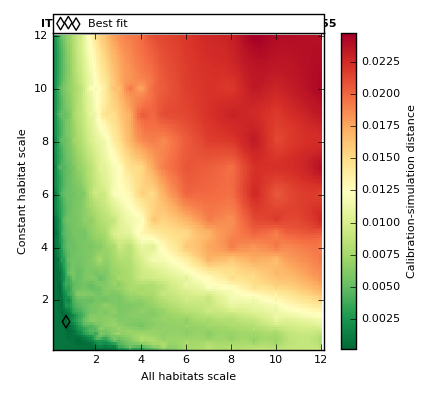 IT
Best fit
55
12
10
8
6
4
2
Constant habitat scale
2 4 6 8 10 12
All habitats scale
0.0225
0.0200
0.0175
0.0150
0.0125
0.0100
0.0075
0.0050
0.0025
Calibration-simulation distance